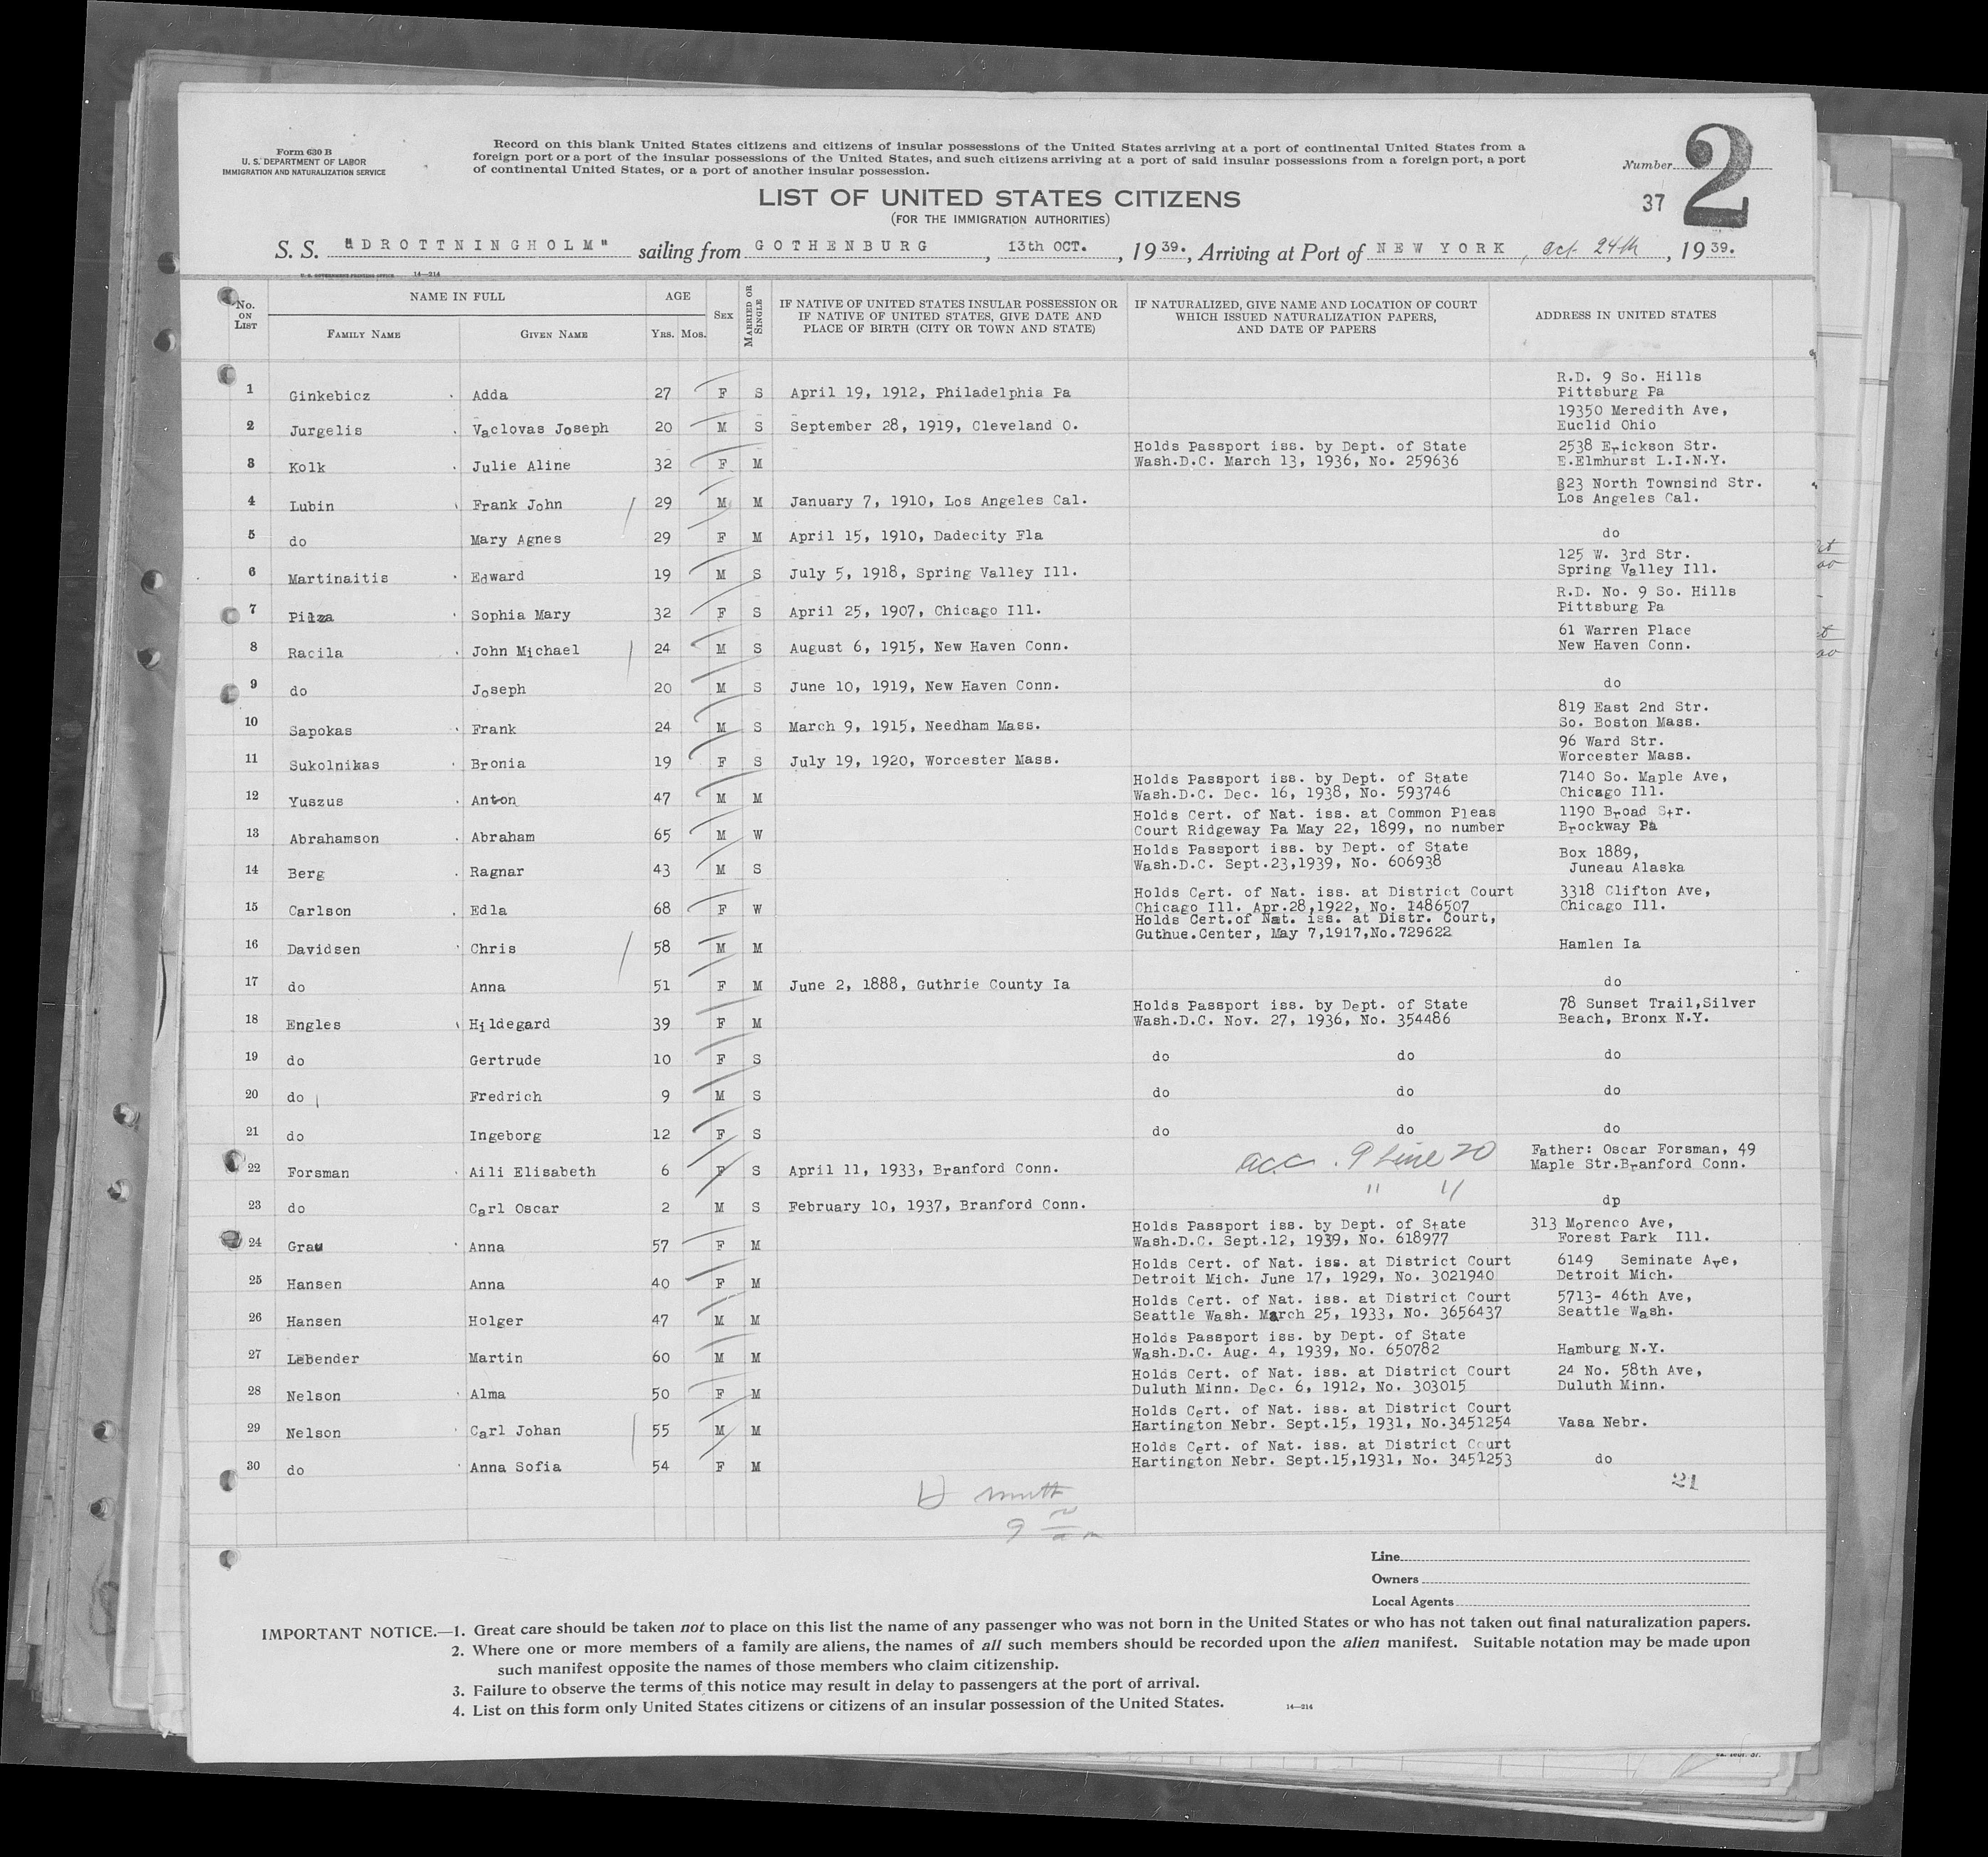 Form 630 B
U. S. DEPARTMENT OF LABOR
IMMIGRATION AND NATURALIZATION SERVICE
Record on this blank United States citizens and citizens of insular possessions of the United States arriving at a port of continental United States from a
foreign port or a port of the insular possessions of the United States, and such citizens arriving at a port of said insular possessions from a foreign port, a port
of continental United States, or a port of another insular possession.
Number 2
37
LIST OF UNITED STATES CITIZENS
(FOR THE IMMIGRATION AUTHORITIES)
S. S. "DROTTNINGHOLM" sailing from GOTHENBURG, 13th OCT., 19 39., Arriving at Port of NEW YORK, Oct 24th, 19 39.
U. S. GOVERNMENT PRINTING OFFICE 14—214
No. ON LIST NAME IN FULL AGE SEX MARRIED OR SINGLE IF NATIVE OF UNITED STATES INSULAR POSSESSION OR IF NATIVE OF UNITED STATES, GIVE DATE AND PLACE OF BIRTH (CITY OR TOWN AND STATE) IF NATURALIZED, GIVE NAME AND LOCATION OF COURT WHICH ISSUED NATURALIZATION PAPERS, AND DATE OF PAPERS ADDRESS IN UNITED STATES
FAMILY NAME GIVEN NAME YRS. MOS.
1 Ginkebicz Adda 27 F S April 19, 1912, Philadelphia Pa R.D. 9 So. Hills Pittsburg Pa
2 Jurgelis Vaclovas Joseph 20 M S September 28, 1919, Cleveland O. 19350 Meredith Ave, Euclid Ohio
3 Kolk Julie Aline 32 F M Holds Passport iss. by Dept. of State Wash.D.C. March 13, 1936, No. 259636 2538 Erickson Str. E.Elmhurst L.I.N.Y.
4 Lubin Frank John 29 M M January 7, 1910, Los Angeles Cal. 823 North Townsind Str. Los Angeles Cal.
5 do Mary Agnes 29 F M April 15, 1910, Dadecity Fla do
6 Martinaitis Edward 19 M S July 5, 1918, Spring Valley Ill. 125 W. 3rd Str. Spring Valley Ill.
7 Pilza Sophia Mary 32 F S April 25, 1907, Chicago Ill. R.D. No. 9 So. Hills Pittsburg Pa
8 Racila John Michael 24 M S August 6, 1915, New Haven Conn. 61 Warren Place New Haven Conn.
9 do Joseph 20 M S June 10, 1919, New Haven Conn. do
10 Sapokas Frank 24 M S March 9, 1915, Needham Mass. 819 East 2nd Str. So. Boston Mass.
11 Sukolnikas Bronia 19 F S July 19, 1920, Worcester Mass. 96 Ward Str. Worcester Mass.
12 Yuszus Anton 47 M M Holds Passport iss. by Dept. of State Wash.D.C. Dec. 16, 1938, No. 593746 7140 So. Maple Ave, Chicago Ill.
13 Abrahamson Abraham 65 M W Holds Cert. of Nat. iss. at Common Pleas Court Ridgeway Pa May 22, 1899, no number 1190 Broad Str. Brockway Pa
14 Berg Ragnar 43 M S Holds Passport iss. by Dept. of State Wash.D.C. Sept.23,1939, No. 606938 Box 1889, Juneau Alaska
15 Carlson Edla 68 F W Holds Cert. of Nat. iss. at District Court Chicago Ill. Apr.28,1922, No. 1486507 3318 Clifton Ave, Chicago Ill.
16 Davidsen Chris 58 M M Holds Cert.of Nat. iss. at Distr. Court, Guthue.Center, May 7,1917,No.729622 Hamlen Ia
17 do Anna 51 F M June 2, 1888, Guthrie County Ia do
18 Engles Hildegard 39 F M Holds Passport iss. by Dept. of State Wash.D.C. Nov. 27, 1936, No. 354486 78 Sunset Trail,Silver Beach, Bronx N.Y.
19 do Gertrude 10 F S do do do
20 do Fredrich 9 M S do do do
21 do Ingeborg 12 F S do do do
22 Forsman Aili Elisabeth 6 F S April 11, 1933, Branford Conn. acc. 9 Line 20 Father: Oscar Forsman, 49 Maple Str.Branford Conn.
23 do Carl Oscar 2 M S February 10, 1937, Branford Conn. " " dp
24 Grau Anna 57 F M Holds Passport iss. by Dept. of State Wash.D.C. Sept.12, 1939, No. 618977 313 Morenco Ave, Forest Park Ill.
25 Hansen Anna 40 F M Holds Cert. of Nat. iss. at District Court Detroit Mich. June 17, 1929, No. 3021940 6149 Seminate Ave, Detroit Mich.
26 Hansen Holger 47 M M Holds Cert. of Nat. iss. at District Court Seattle Wash. March 25, 1933, No. 3656437 5713- 46th Ave, Seattle Wash.
27 Lebender Martin 60 M M Holds Passport iss. by Dept. of State Wash.D.C. Aug. 4, 1939, No. 650782 Hamburg N.Y.
28 Nelson Alma 50 F M Holds Cert. of Nat. iss. at District Court Duluth Minn. Dec. 6, 1912, No. 303015 24 No. 58th Ave, Duluth Minn.
29 Nelson Carl Johan 55 M M Holds Cert. of Nat. iss. at District Court Hartington Nebr. Sept.15, 1931, No.3451254 Vasa Nebr.
30 do Anna Sofia 54 F M Holds Cert. of Nat. iss. at District Court Hartington Nebr. Sept.15,1931, No. 3451253 do
21
Line
Owners
Local Agents
IMPORTANT NOTICE.—1. Great care should be taken not to place on this list the name of any passenger who was not born in the United States or who has not taken out final naturalization papers.
2. Where one or more members of a family are aliens, the names of all such members should be recorded upon the alien manifest. Suitable notation may be made upon
such manifest opposite the names of those members who claim citizenship.
3. Failure to observe the terms of this notice may result in delay to passengers at the port of arrival.
4. List on this form only United States citizens or citizens of an insular possession of the United States. 14—214